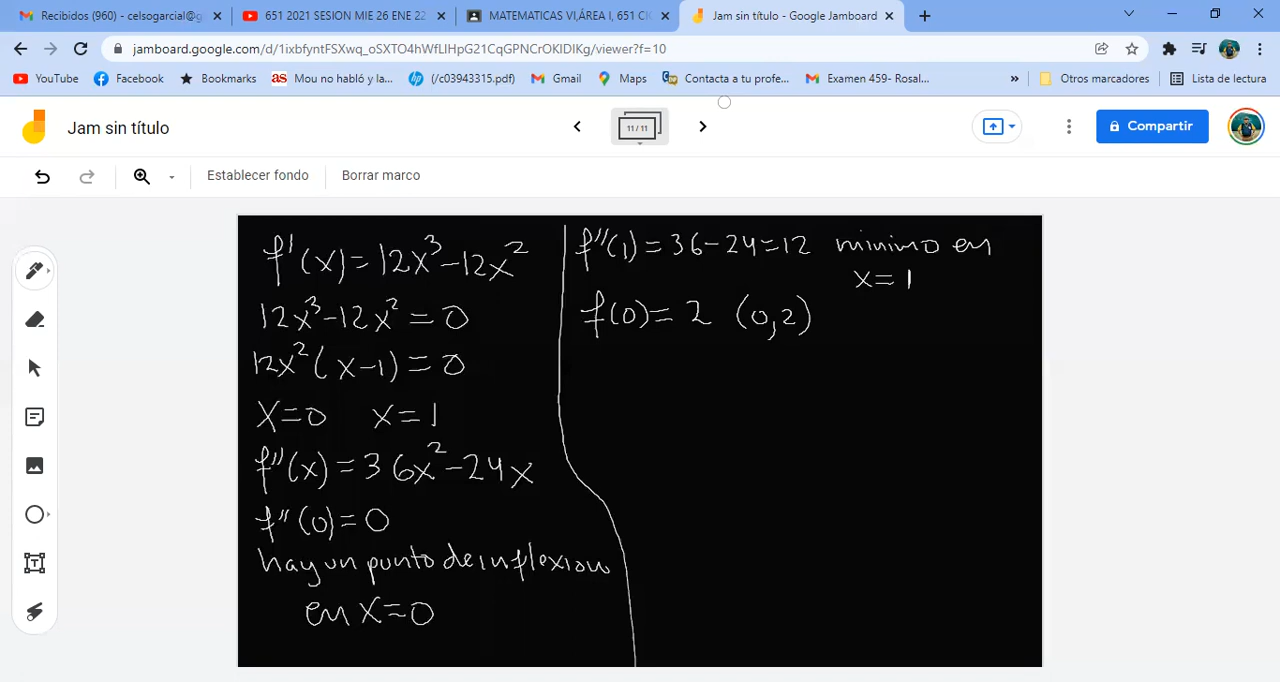 Recibidos (960) - celsogarcial@g
651 2021 SESION MIE 26 ENE 22
MATEMATICAS VI,ÁREA I, 651 CIC
Jam sin título - Google Jamboard
jamboard.google.com/d/1ixbfyntFSXwq_oSXTO4hWfLIHpG21CqGPNCrOKIDIKg/viewer?f=10
YouTube
Facebook
Bookmarks
as Mou no habló y la...
(/c03943315.pdf)
Gmail
Maps
Contacta a tu profe...
Examen 459- Rosal...
»
Otros marcadores
Lista de lectura
Jam sin título
11 / 11
Compartir
Establecer fondo
Borrar marco
f'(x)=12x³-12x²
12x³-12x²=0
12x²(x-1)=0
X=0 x=1
f''(x)=36x²-24x
f''(0)=0
hay un punto de inflexion
en X=0
f''(1)=36-24=12 minimo en
x=1
f(0)=2 (0,2)